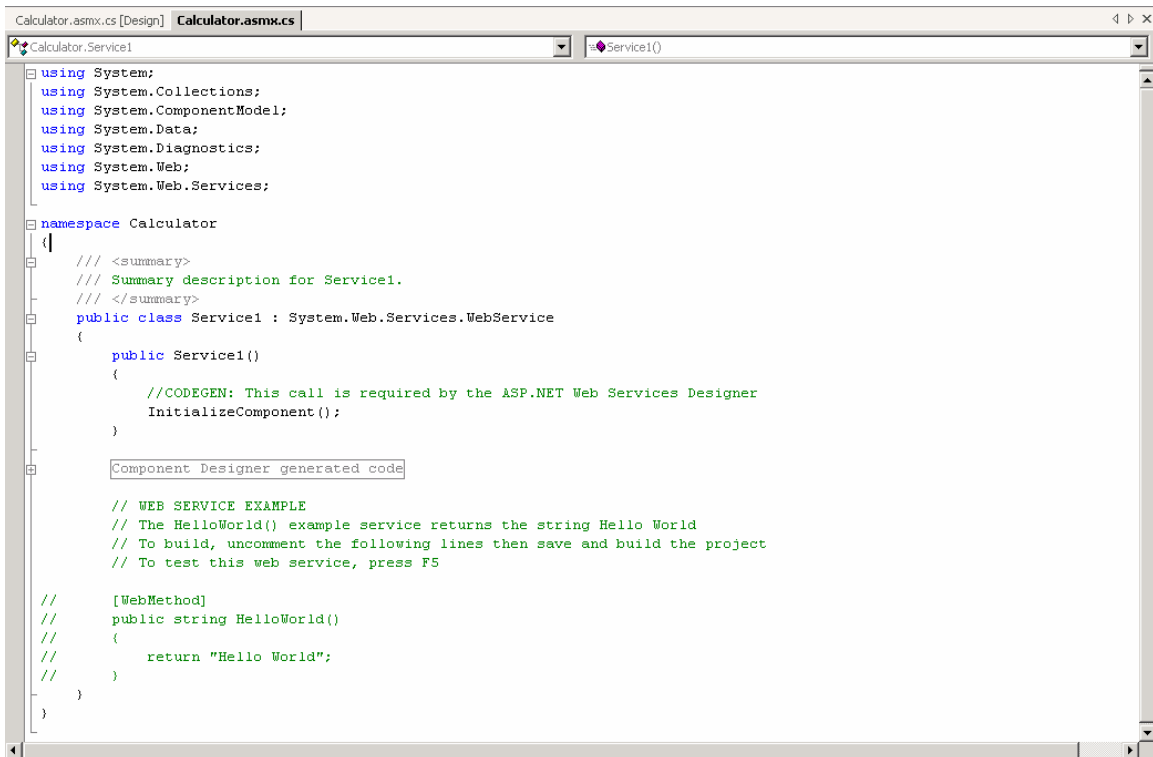 Calculator.asmx.cs [Design] Calculator.asmx.cs
Calculator.Service1 Service1()
using System;
using System.Collections;
using System.ComponentModel;
using System.Data;
using System.Diagnostics;
using System.Web;
using System.Web.Services;
namespace Calculator
{
/// <summary>
/// Summary description for Service1.
/// </summary>
public class Service1 : System.Web.Services.WebService
{
public Service1()
{
//CODEGEN: This call is required by the ASP.NET Web Services Designer
InitializeComponent();
}
Component Designer generated code
// WEB SERVICE EXAMPLE
// The HelloWorld() example service returns the string Hello World
// To build, uncomment the following lines then save and build the project
// To test this web service, press F5
// [WebMethod]
// public string HelloWorld()
// {
// return "Hello World";
// }
}
}